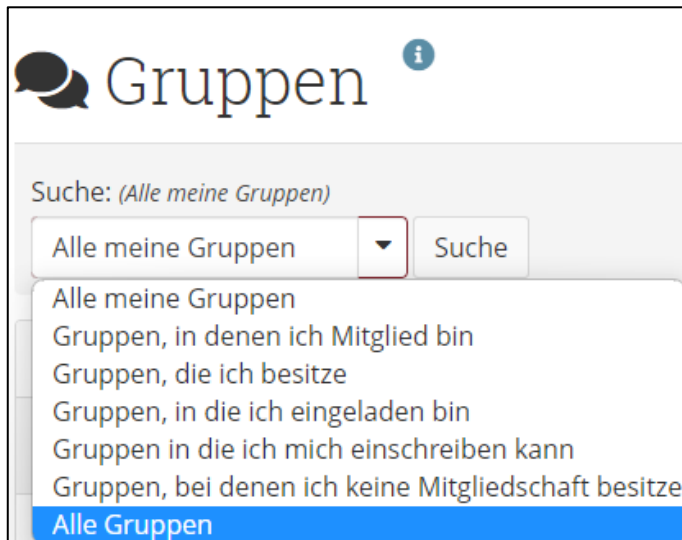 Gruppen
Suche: (Alle meine Gruppen)
Alle meine Gruppen Suche
Alle meine Gruppen
Gruppen, in denen ich Mitglied bin
Gruppen, die ich besitze
Gruppen, in die ich eingeladen bin
Gruppen in die ich mich einschreiben kann
Gruppen, bei denen ich keine Mitgliedschaft besitze
Alle Gruppen